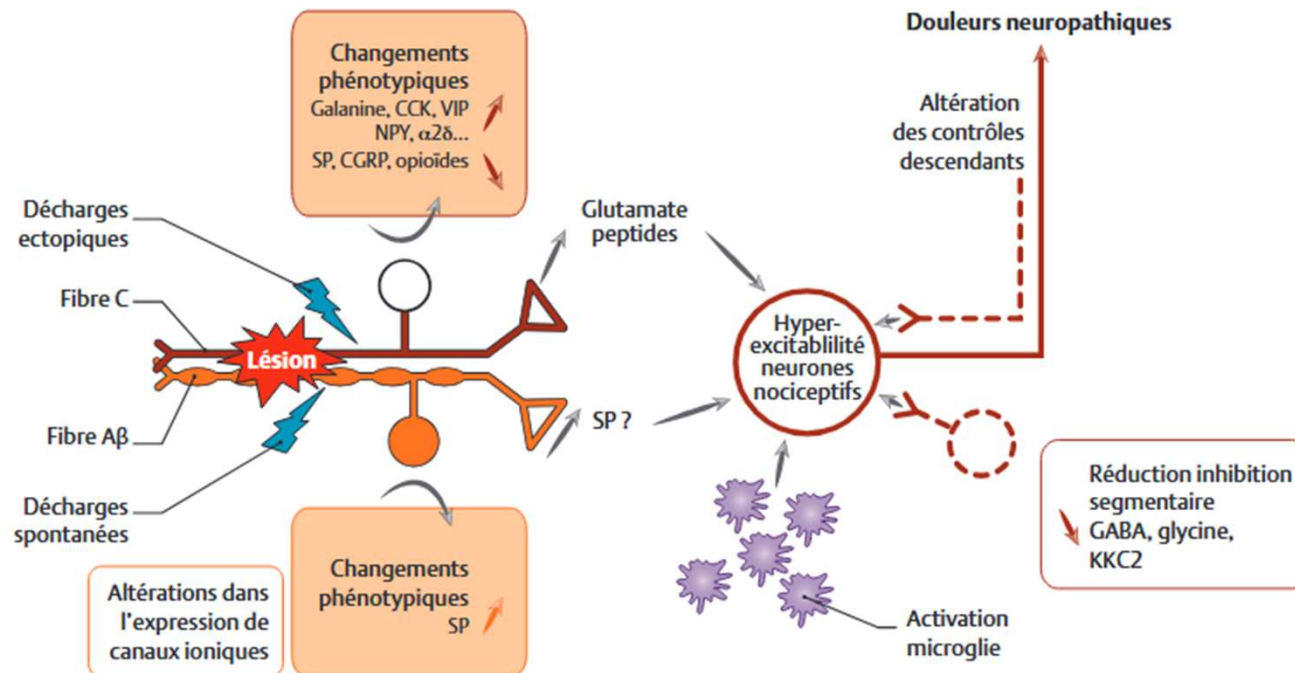 Changements
phénotypiques
Galanine, CCK, VIP
NPY, α2δ...
SP, CGRP, opioïdes
Douleurs neuropathiques
Altération
des contrôles
descendants
Décharges
ectopiques
Fibre C
Lésion
Fibre Aβ
Décharges
spontanées
Glutamate
peptides
SP ?
Hyper-
excitablilité
neurones
nociceptifs
Réduction inhibition
segmentaire
GABA, glycine,
KKC2
Altérations dans
l'expression de
canaux ioniques
Changements
phénotypiques
SP
Activation
microglie